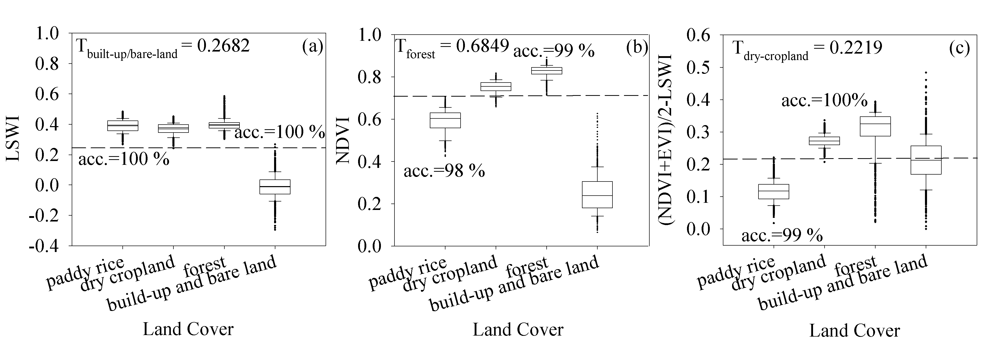 T built-up/bare-land = 0.2682 (a)
1.0
0.8
0.6
0.4
0.2
0.0
-0.2
-0.4
LSWI
acc.=100 %
acc.=100 %
paddy rice
dry cropland
forest
build-up and bare land
Land Cover
T forest = 0.6849 acc.=99 % (b)
1.0
0.8
0.6
0.4
0.2
0.0
NDVI
acc.=98 %
paddy rice
dry cropland
forest
build-up and bare land
Land Cover
T dry-cropland = 0.2219 (c)
0.6
0.5
0.4
0.3
0.2
0.1
0.0
(NDVI+EVI)/2-LSWI
acc.=100%
acc.=99 %
paddy rice
dry cropland
forest
build-up and bare land
Land Cover